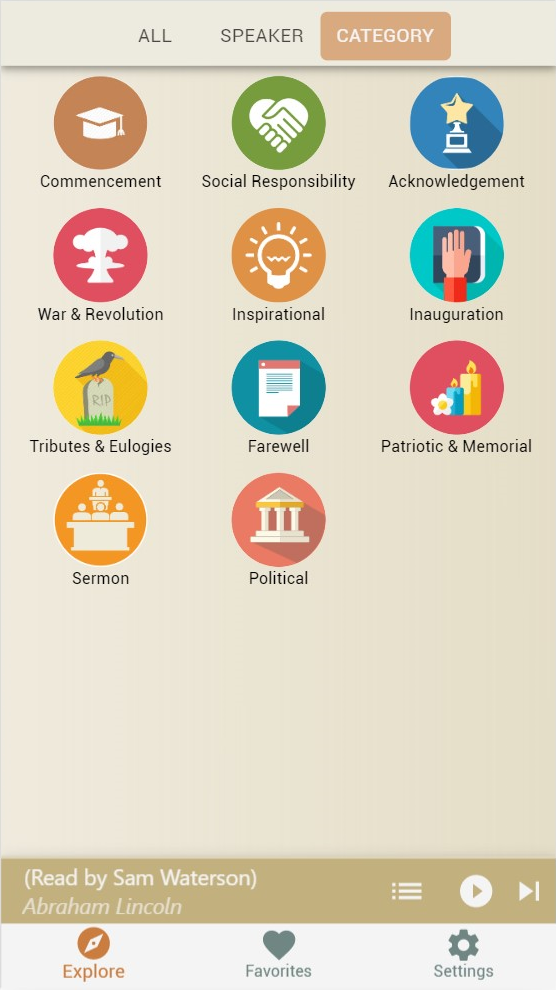 ALL SPEAKER CATEGORY
Commencement Social Responsibility Acknowledgement
War & Revolution Inspirational Inauguration
RIP
Tributes & Eulogies Farewell Patriotic & Memorial
Sermon Political
(Read by Sam Waterson)
Abraham Lincoln
Explore Favorites Settings